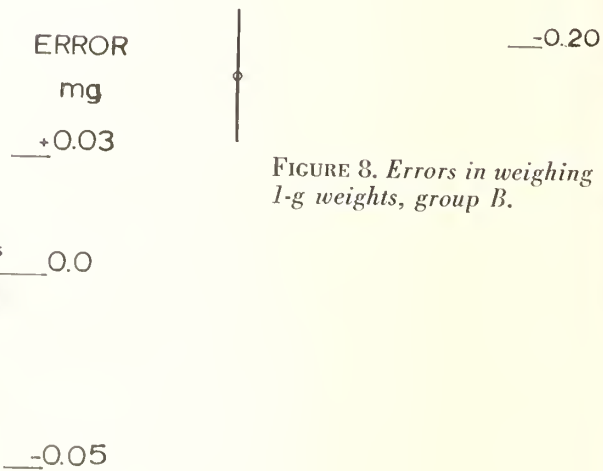 ERROR
mg
+0.03
0.0
-0.05
-0.20
FIGURE 8. Errors in weighing
1-g weights, group B.